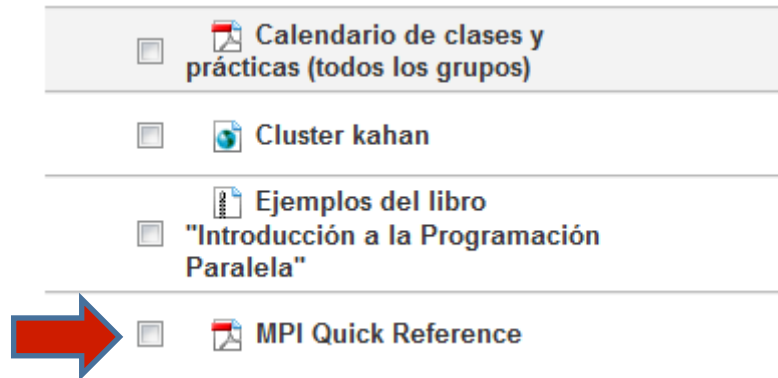 Calendario de clases y
prácticas (todos los grupos)
Cluster kahan
Ejemplos del libro
"Introducción a la Programación
Paralela"
MPI Quick Reference